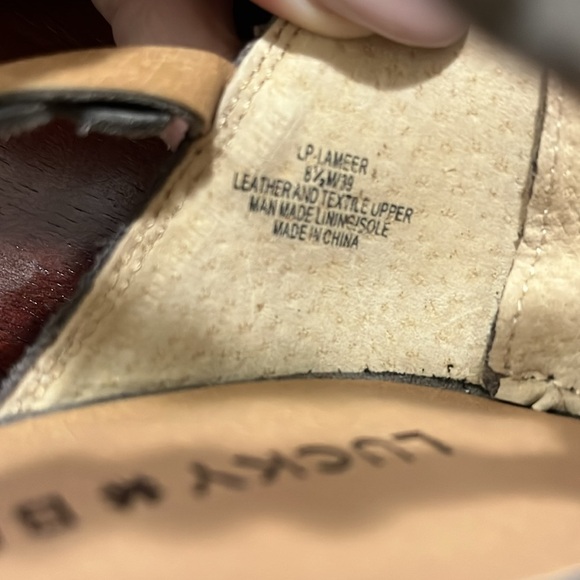 LP-LAMEER
8½M/39
LEATHER AND TEXTILE UPPER
MAN MADE LINING/SOLE
MADE IN CHINA
LUCKY B